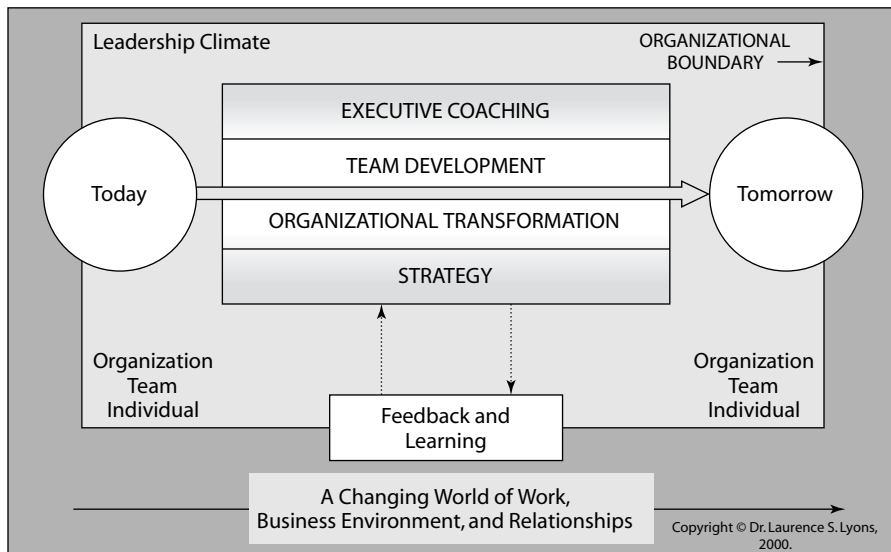 Leadership Climate
ORGANIZATIONAL
BOUNDARY
EXECUTIVE COACHING
TEAM DEVELOPMENT
Today
Tomorrow
ORGANIZATIONAL TRANSFORMATION
STRATEGY
Organization
Team
Individual
Organization
Team
Individual
Feedback and
Learning
A Changing World of Work,
Business Environment, and Relationships
Copyright © Dr. Laurence S. Lyons,
2000.